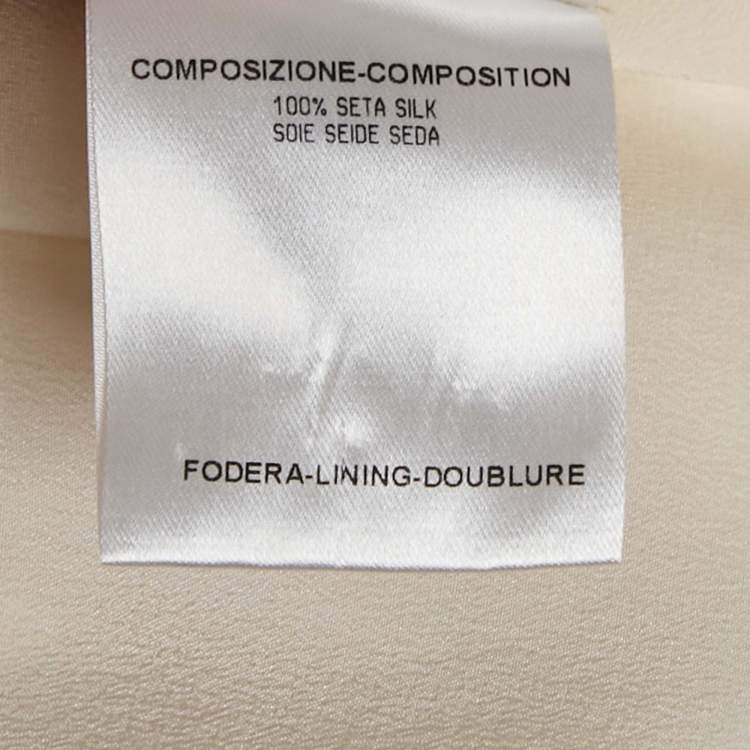 COMPOSIZIONE-COMPOSITION
100% SETA SILK
SOIE SEIDE SEDA
FODERA-LINING-DOUBLURE